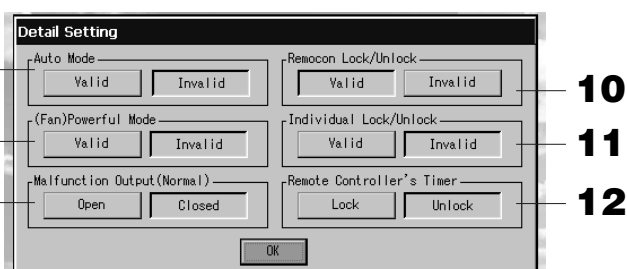 Detail Setting
Auto Mode
Valid Invalid
Remocon Lock/Unlock
Valid Invalid
10
(Fan)Powerful Mode
Valid Invalid
Individual Lock/Unlock
Valid Invalid
11
Malfunction Output(Normal)
Open Closed
Remote Controller's Timer
Lock Unlock
12
OK